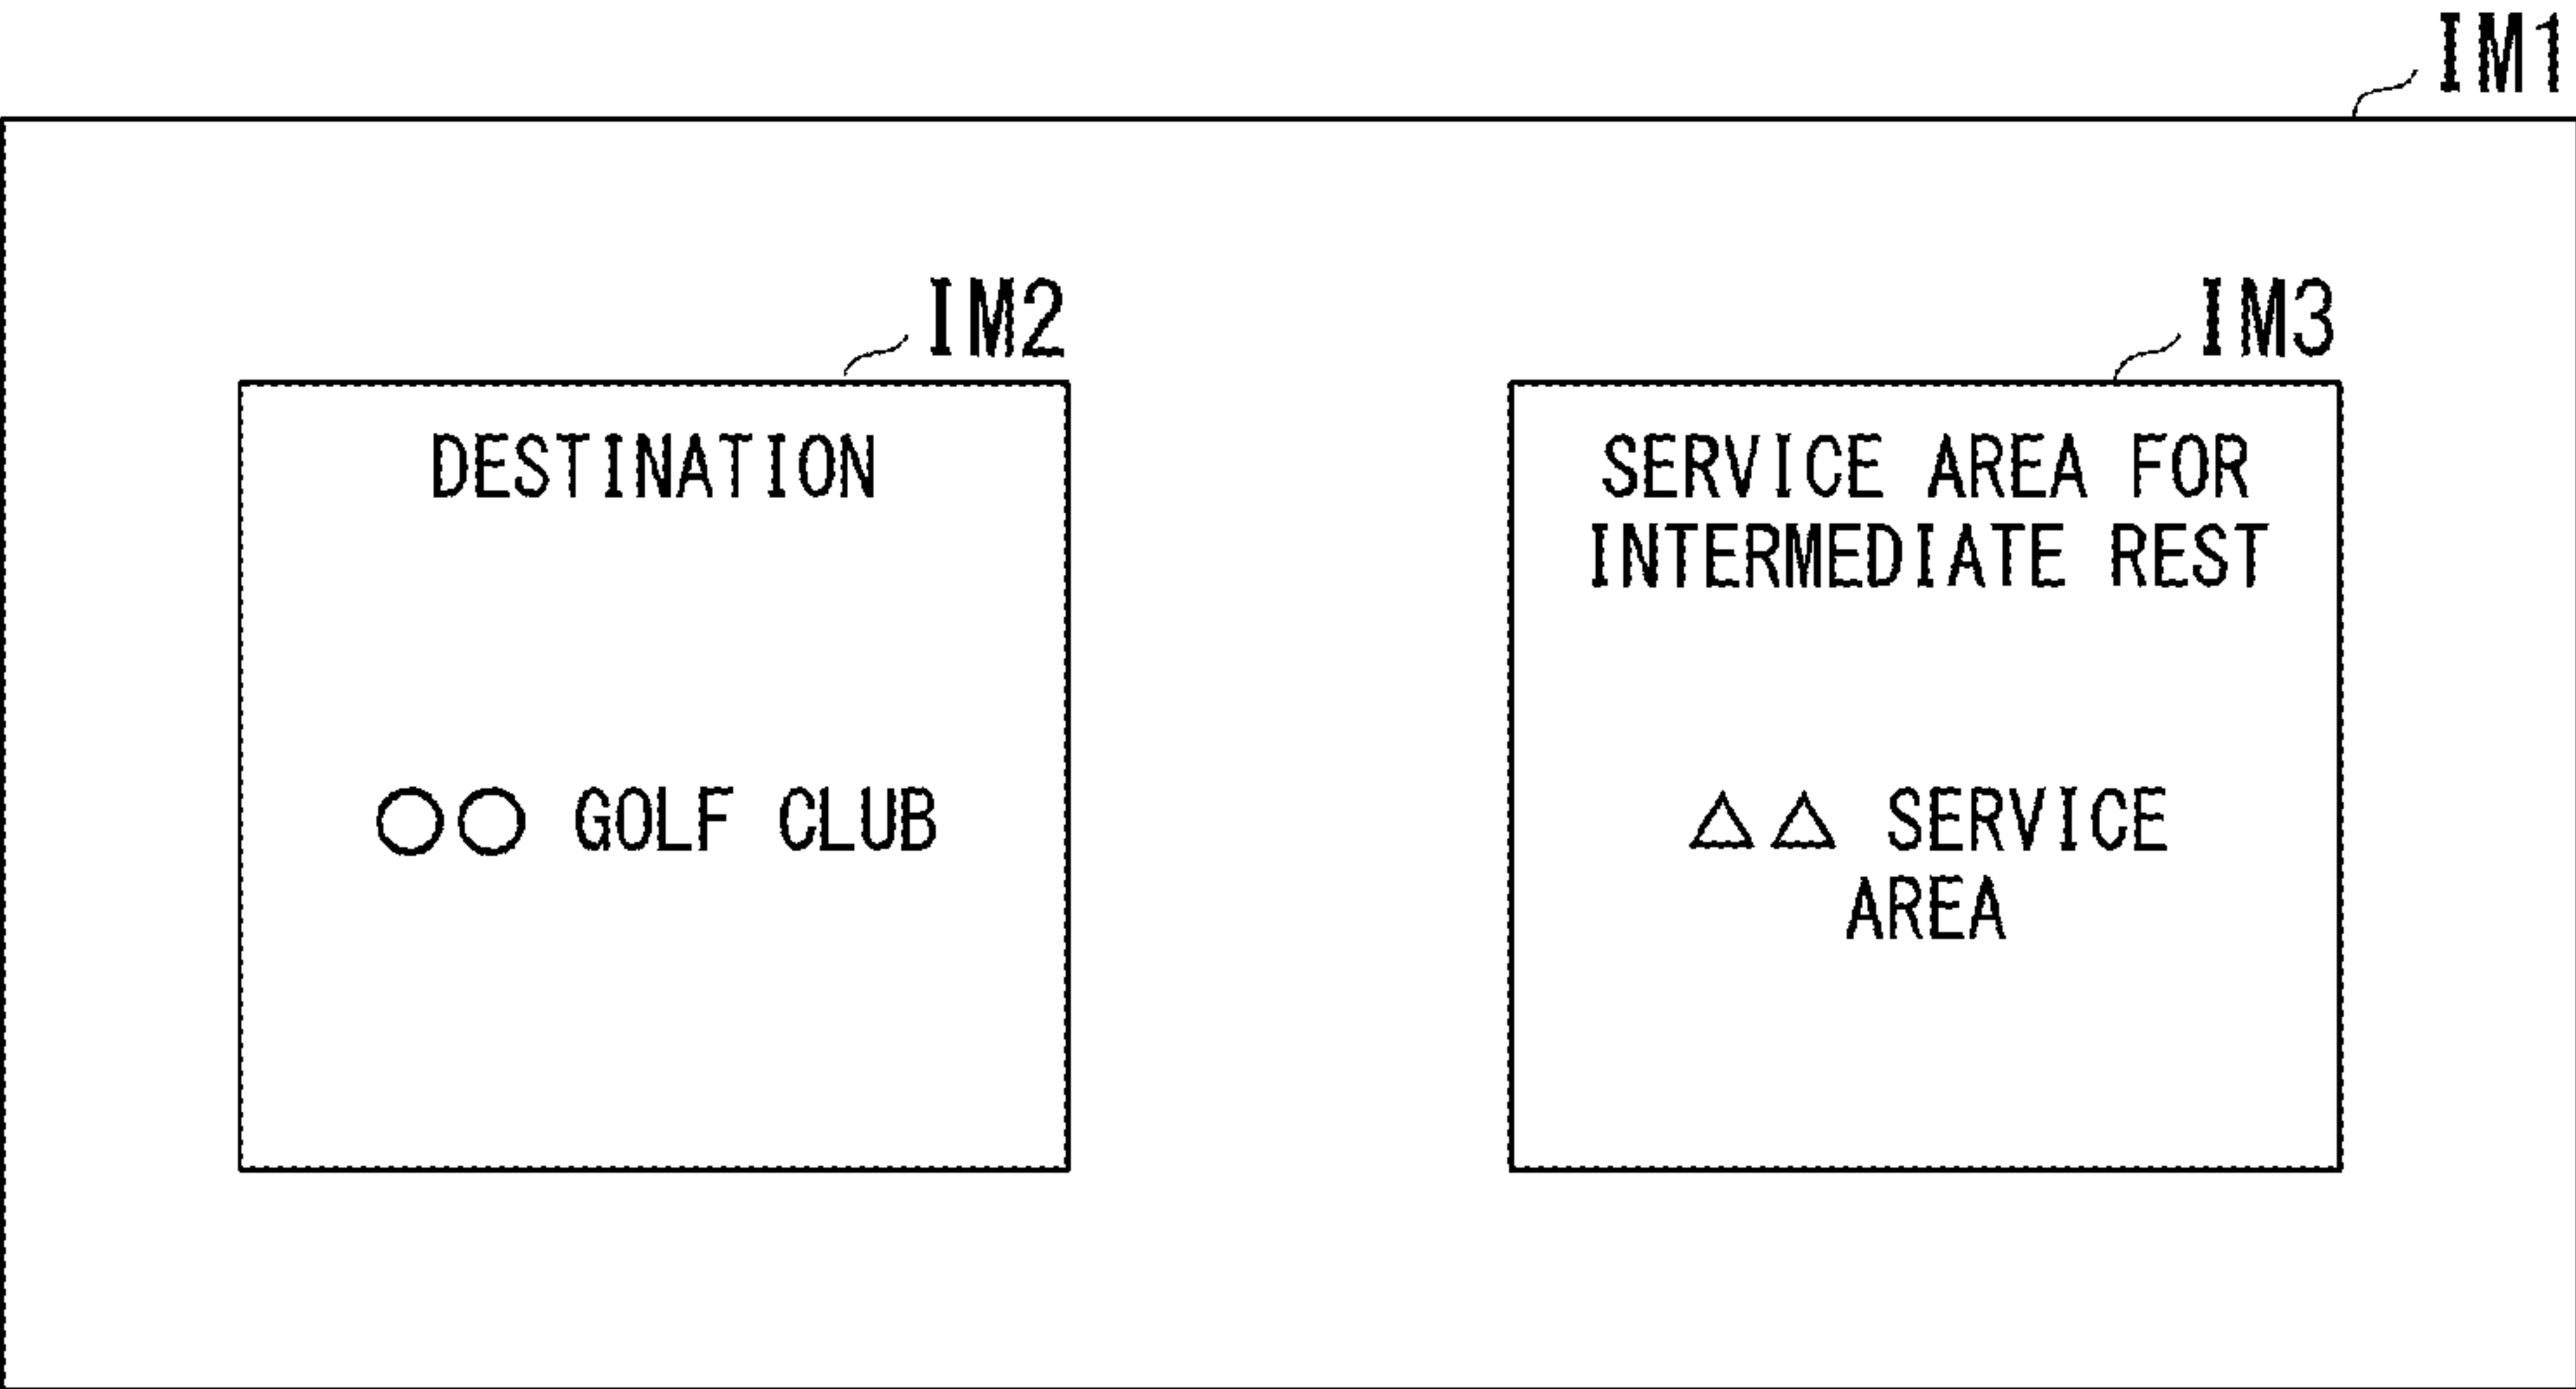 IM1
IM2
DESTINATION
○○ GOLF CLUB
IM3
SERVICE AREA FOR
INTERMEDIATE REST
△△ SERVICE
AREA